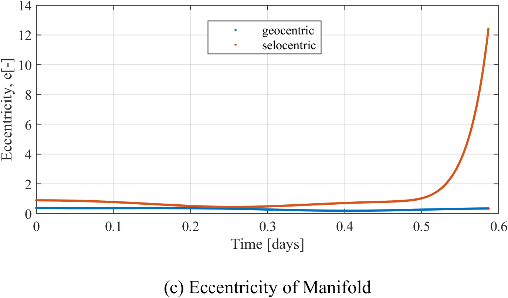 14
12
10
8
6
4
2
0
Eccentricity, e[-]
geocentric
selocentric
0 0.1 0.2 0.3 0.4 0.5 0.6
Time [days]
(c) Eccentricity of Manifold